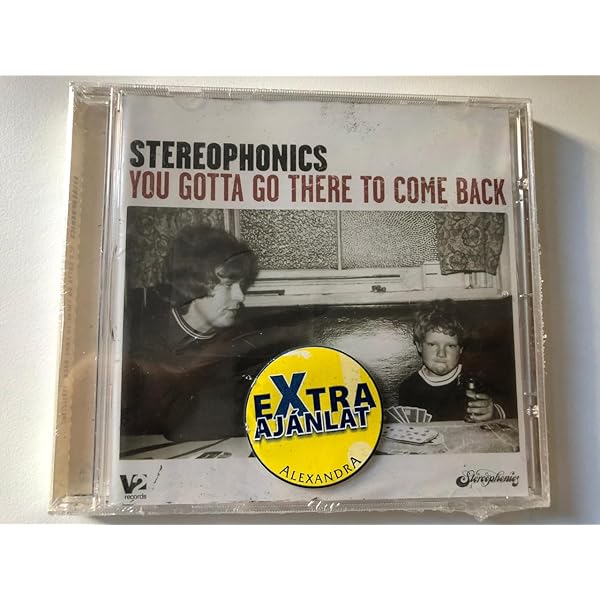 STEREOPHONICS
YOU GOTTA GO THERE TO COME BACK
EXTRA
AJÁNLAT
ALEXANDRA
V2
records
Stereophonics